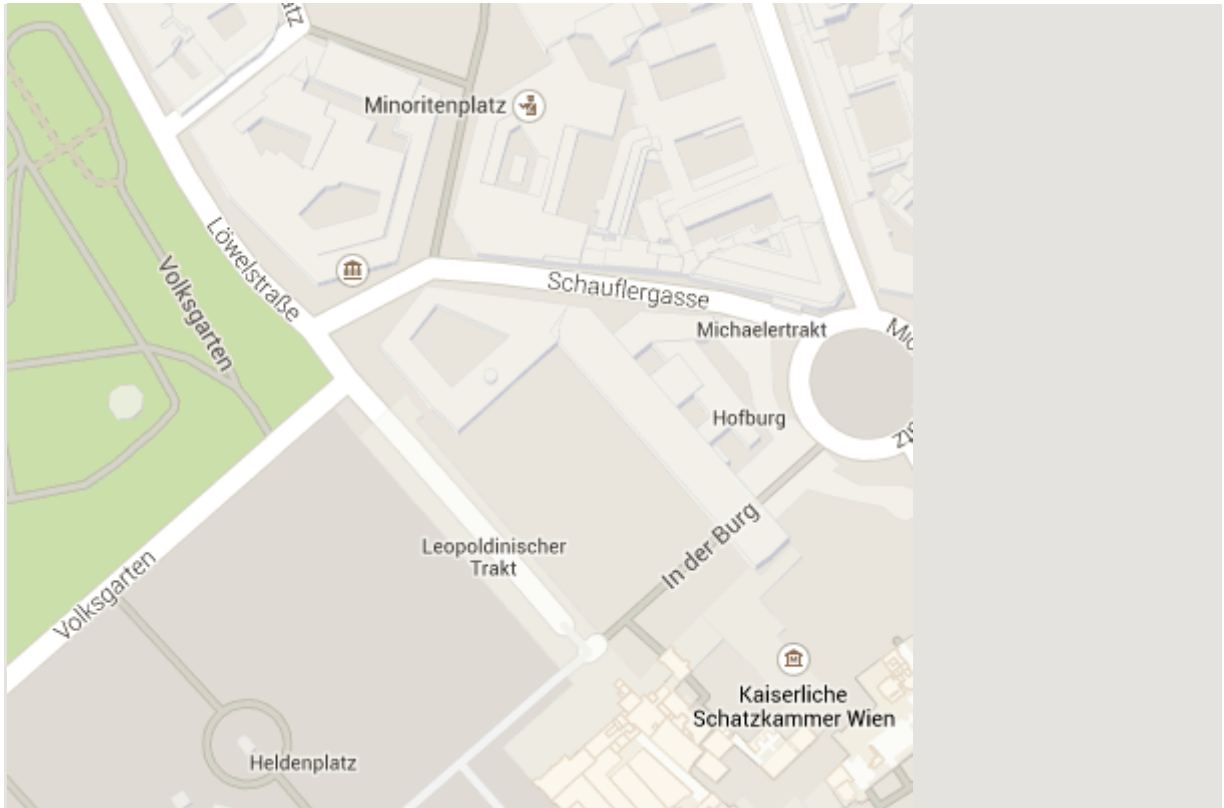 Minoritenplatz
Löwelstraße
Volksgarten
Schauflergasse
Michaelertrakt
Hofburg
Leopoldinischer
Trakt
In der Burg
Volksgarten
Kaiserliche
Schatzkammer Wien
Heldenplatz